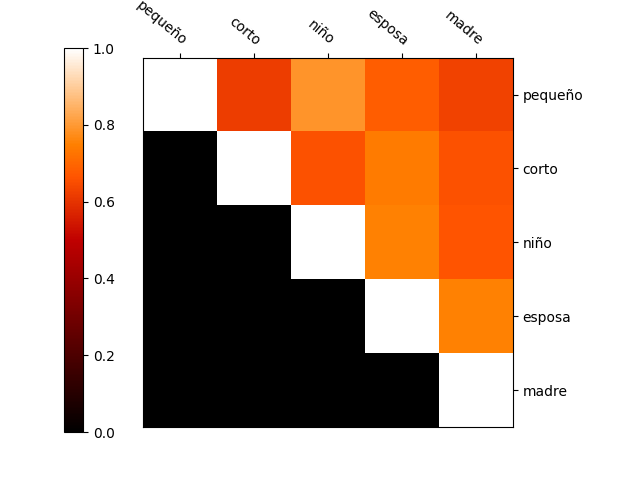 pequeño
corto
niño
esposa
madre
1.0
0.8
0.6
0.4
0.2
0.0
pequeño
corto
niño
esposa
madre